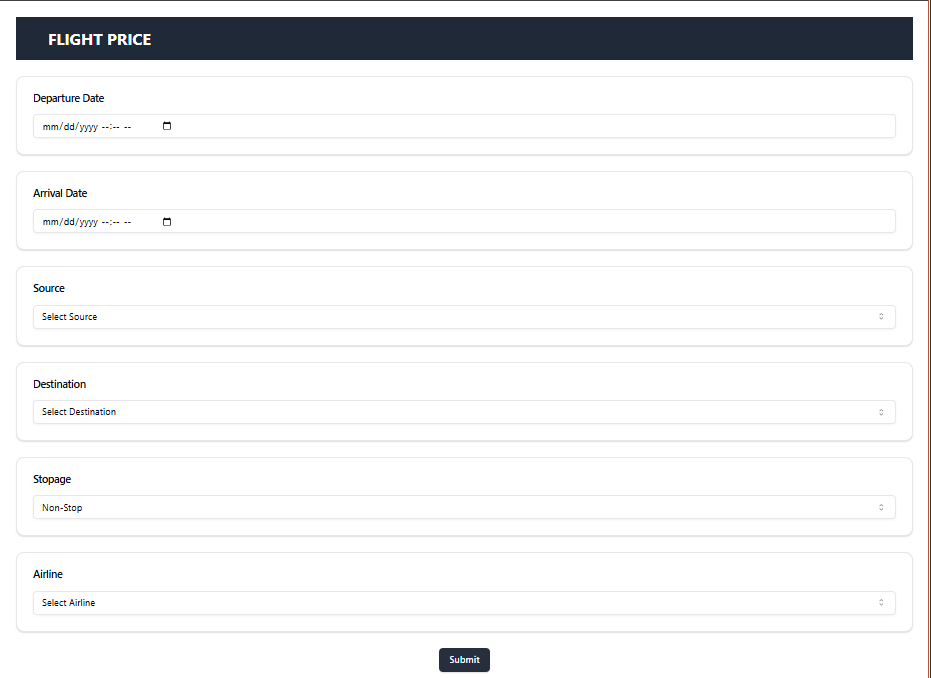 FLIGHT PRICE
Departure Date
mm/dd/yyyy --:-- --
Arrival Date
mm/dd/yyyy --:-- --
Source
Select Source
Destination
Select Destination
Stopage
Non-Stop
Airline
Select Airline
Submit